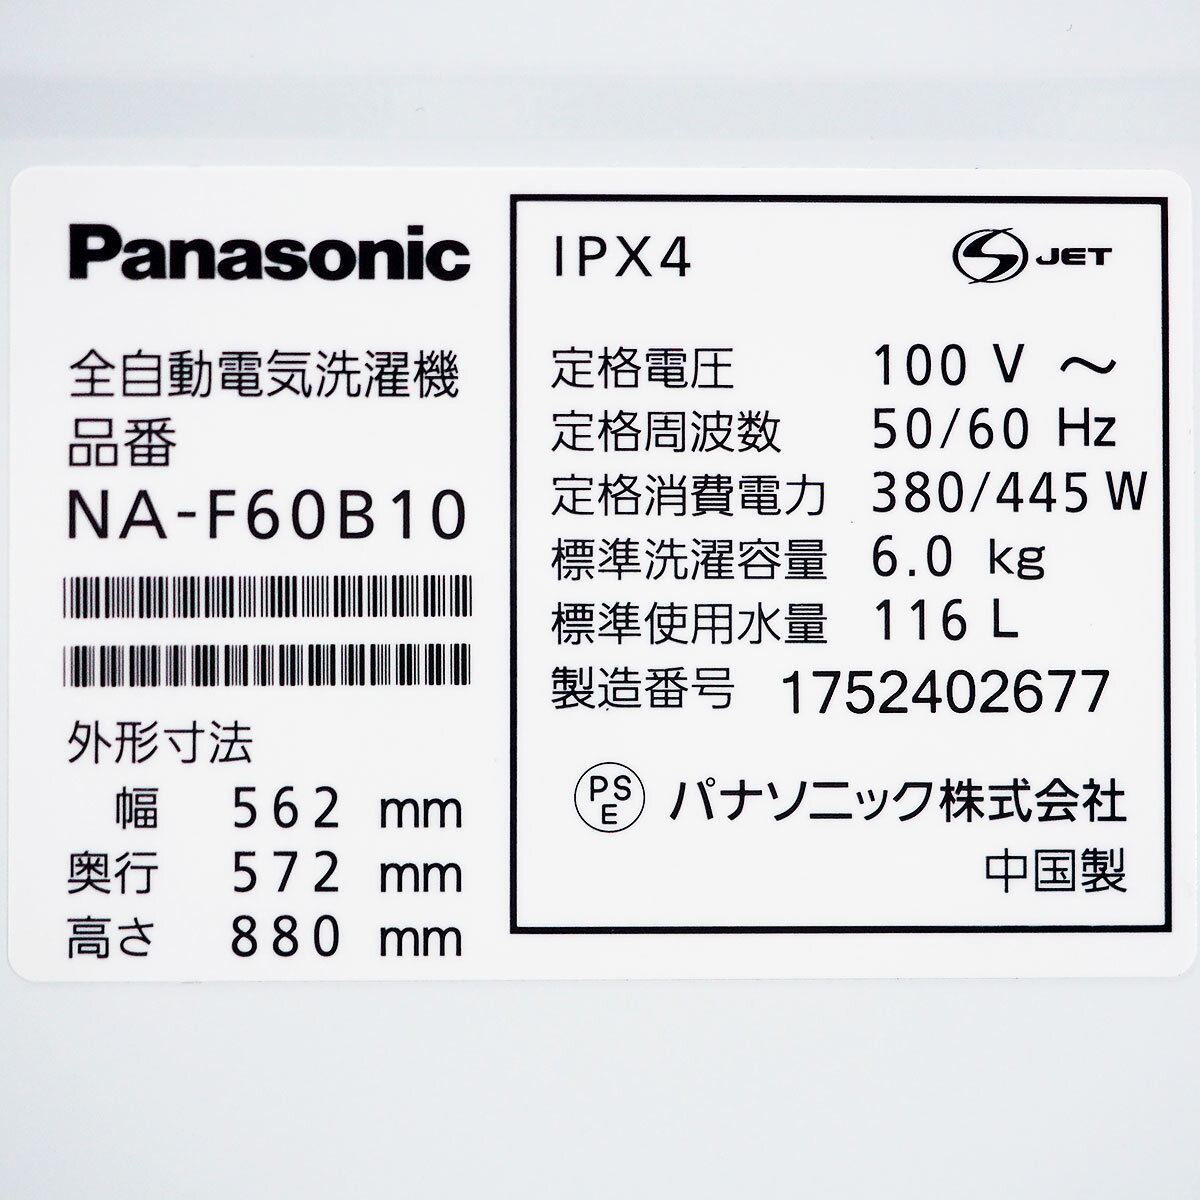 Panasonic
全自動電気洗濯機
品番
NA-F60B10
外形寸法
幅 562 mm
奥行 572 mm
高さ 880 mm
IPX4
S JET
定格電圧 100 V ～
定格周波数 50/60 Hz
定格消費電力 380/445 W
標準洗濯容量 6.0 kg
標準使用水量 116 L
製造番号 1752402677
PS
E
パナソニック株式会社
中国製